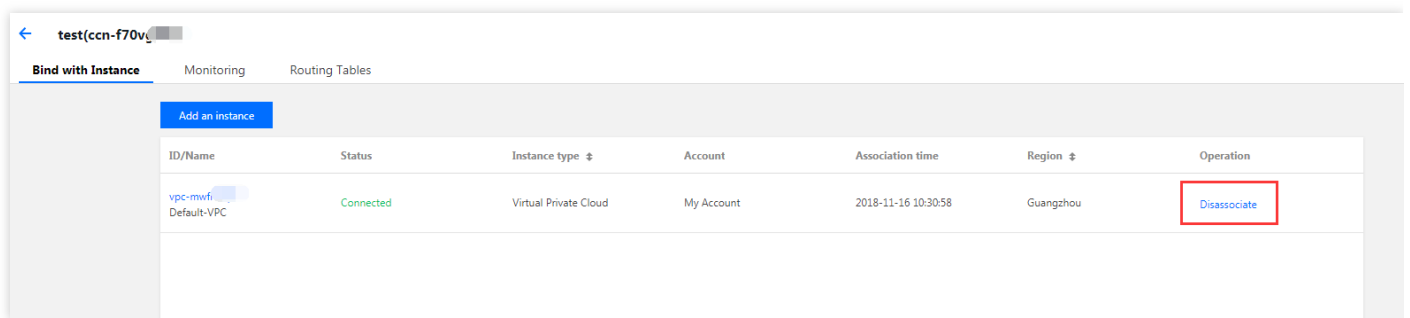 test(ccn-f70v
Bind with Instance Monitoring Routing Tables
Add an instance
ID/Name Status Instance type Account Association time Region Operation
vpc-mwf
Default-VPC Connected Virtual Private Cloud My Account 2018-11-16 10:30:58 Guangzhou Disassociate